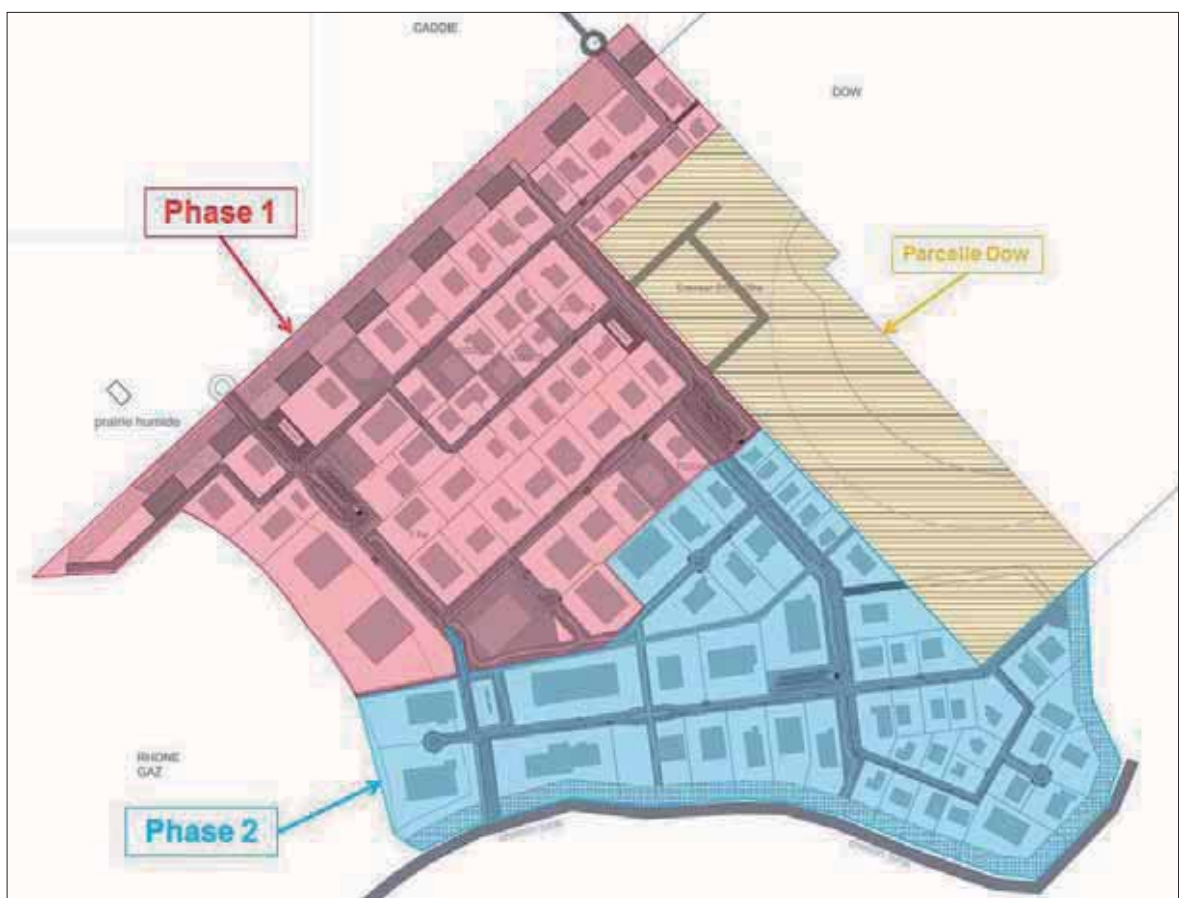 CADDIE
DOW
Phase 1
Parcelle Dow
prairie humide
RHONE
GAZ
Phase 2